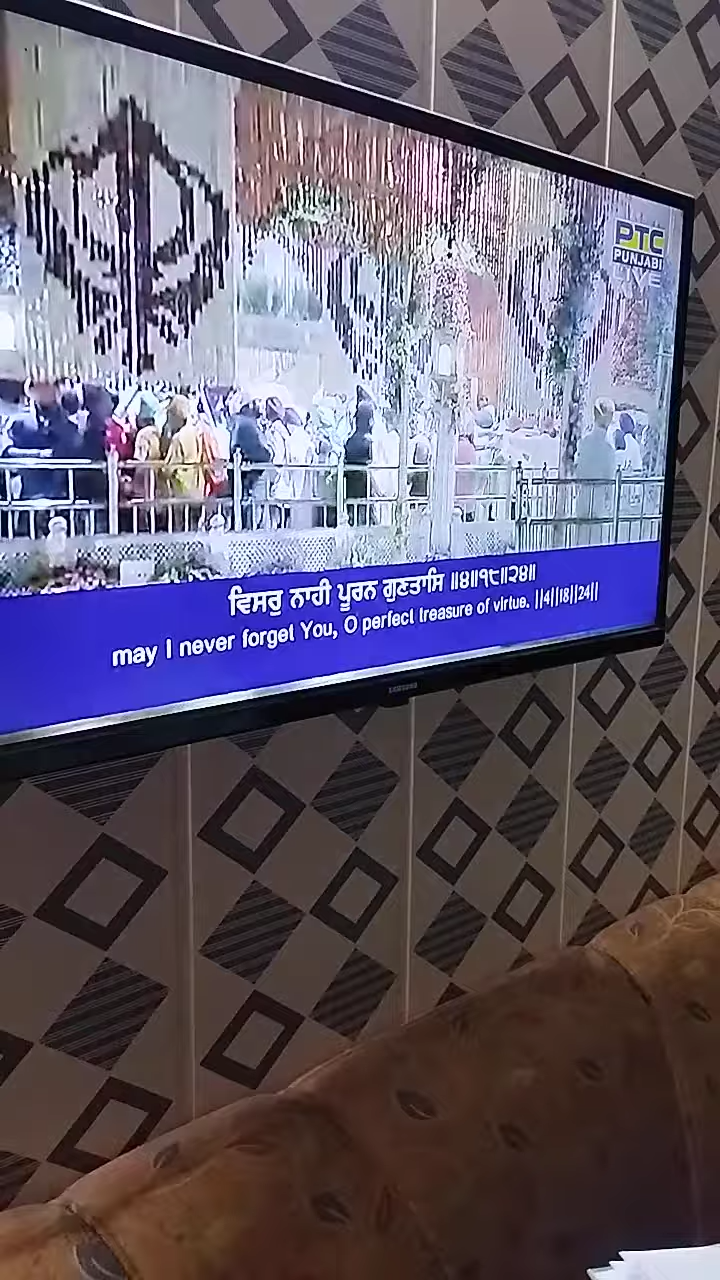 PTC
PUNJABI
LIVE
ਵਿਸਰੁ ਨਾਹੀ ਪੂਰਨ ਗੁਣਤਾਸਿ ॥੪॥੧੮॥੨੪॥
may I never forget You, O perfect treasure of virtue. ||4||18||24||
SAMSUNG